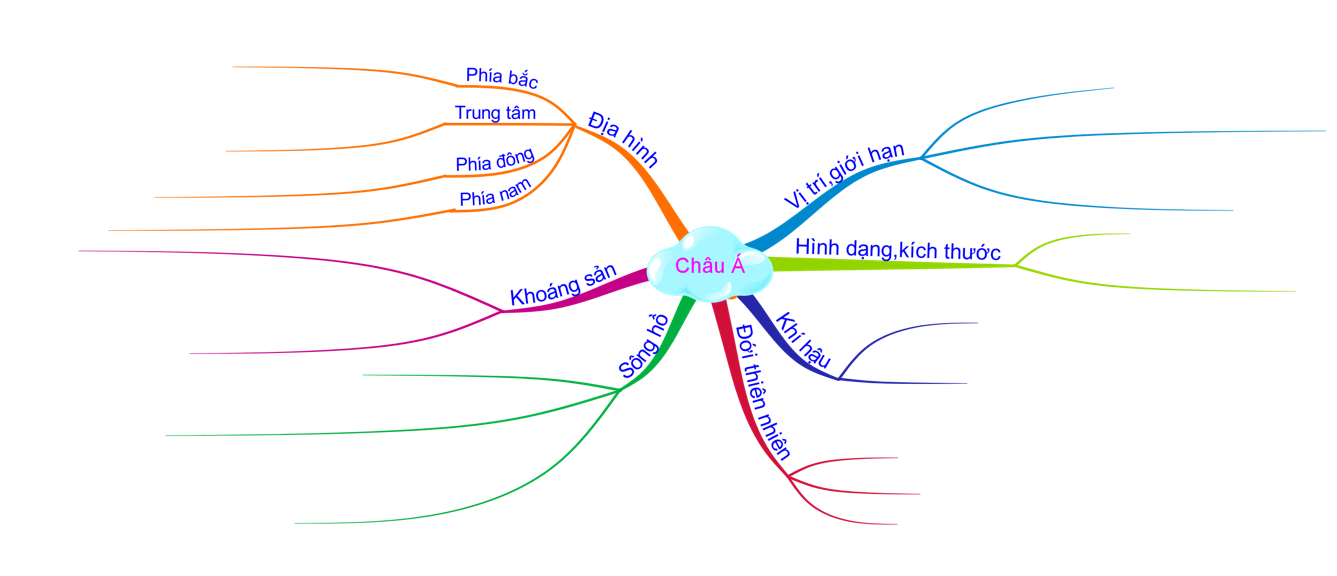 Châu Á
Địa hình
Phía bắc
Trung tâm
Phía đông
Phía nam
Khoáng sản
Sông hồ
Vị trí,giới hạn
Hình dạng,kích thước
Khí hậu
Đới thiên nhiên